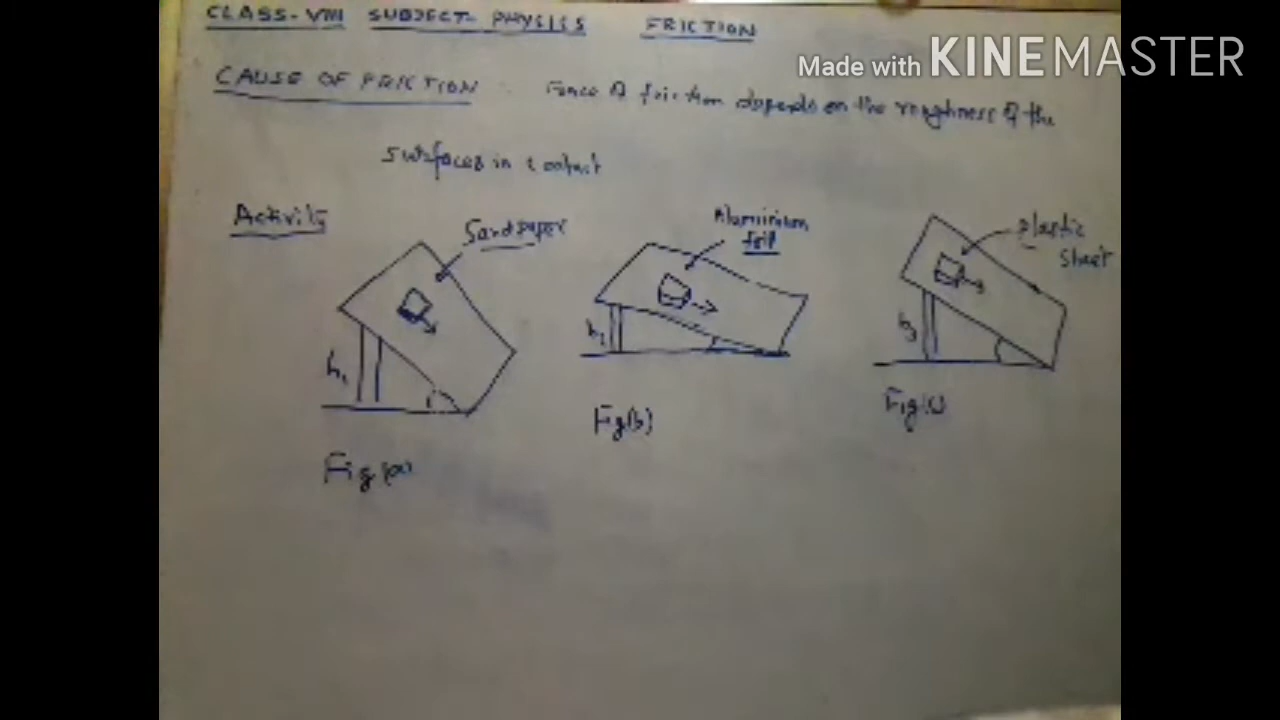 CLASS-VIII SUBJECT- PHYSICS FRICTION
Made with KINEMASTER
CAUSE OF FRICTION : Force of friction depends on the roughness of the
surfaces in contact
Activity
Sandpaper
Aluminium
foil
plastic
sheet
h1
h2
h3
Fig(a)
Fig(b)
Fig(c)